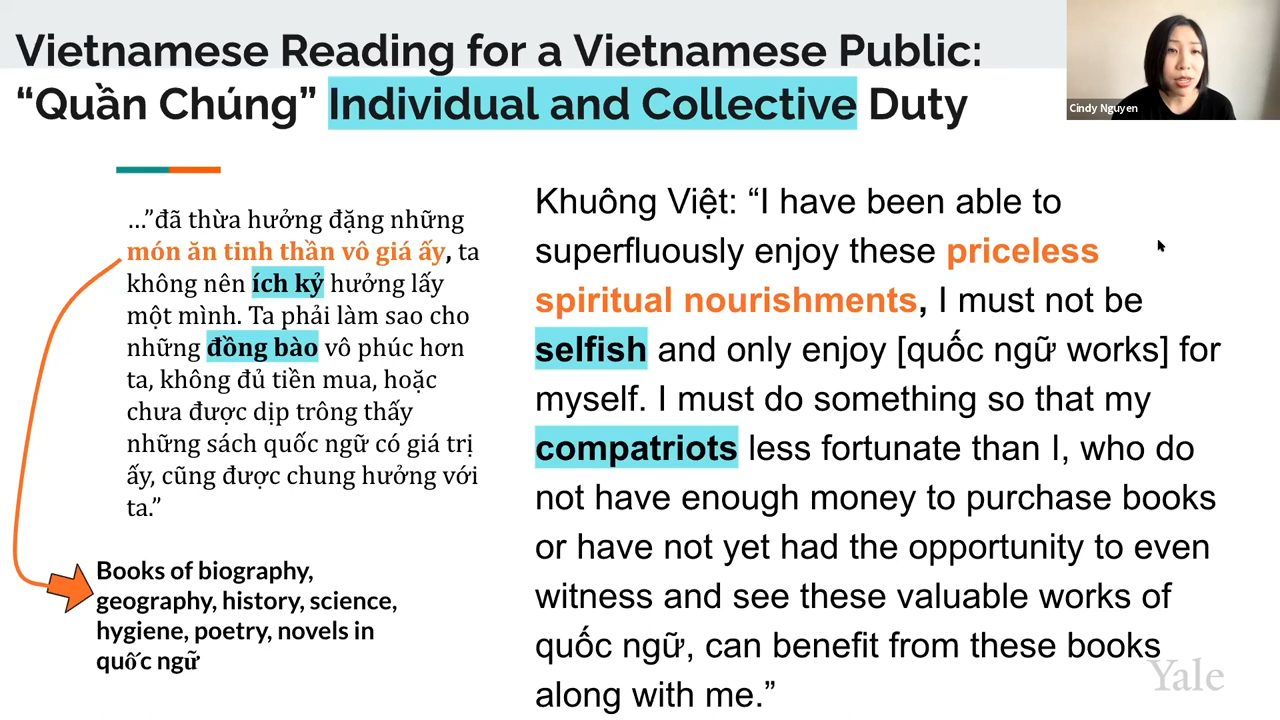 Vietnamese Reading for a Vietnamese Public:
“Quần Chúng” Individual and Collective Duty
Cindy Nguyen
...”đã thừa hưởng đặng những
món ăn tinh thần vô giá ấy, ta
không nên ích kỷ hưởng lấy
một mình. Ta phải làm sao cho
những đồng bào vô phúc hơn
ta, không đủ tiền mua, hoặc
chưa được dịp trông thấy
những sách quốc ngữ có giá trị
ấy, cũng được chung hưởng với
ta.”
Books of biography,
geography, history, science,
hygiene, poetry, novels in
quốc ngữ
Khuông Việt: “I have been able to
superfluously enjoy these priceless
spiritual nourishments, I must not be
selfish and only enjoy [quốc ngữ works] for
myself. I must do something so that my
compatriots less fortunate than I, who do
not have enough money to purchase books
or have not yet had the opportunity to even
witness and see these valuable works of
quốc ngữ, can benefit from these books
along with me.”
Yale